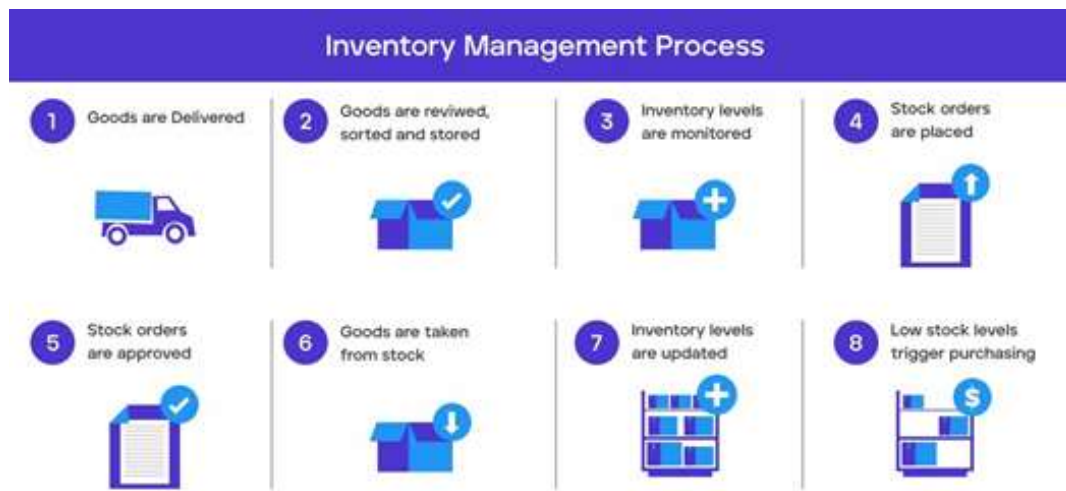 Inventory Management Process
1
Goods are Delivered
2
Goods are reviwed,
sorted and stored
3
Inventory levels
are monitored
4
Stock orders
are placed
5
Stock orders
are approved
6
Goods are taken
from stock
7
Inventory levels
are updated
8
Low stock levels
trigger purchasing
$